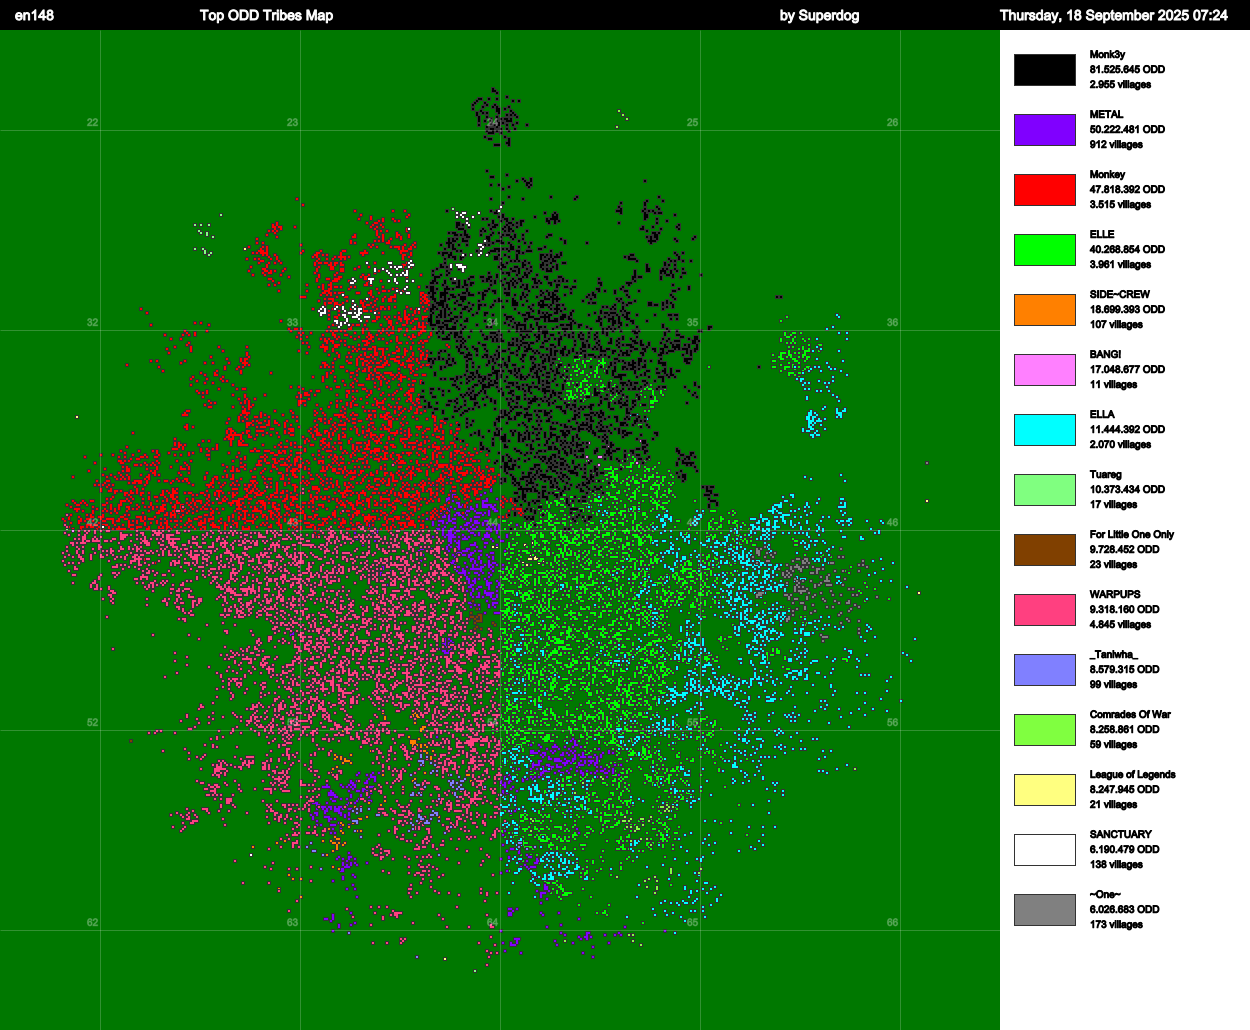 en148
Top ODD Tribes Map
by Superdog
Thursday, 18 September 2025 07:24
Monk3y
81.525.645 ODD
2.955 villages
METAL
50.222.481 ODD
912 villages
Monkey
47.818.392 ODD
3.515 villages
ELLE
40.268.854 ODD
3.961 villages
SIDE~CREW
18.699.393 ODD
107 villages
BANG!
17.048.677 ODD
11 villages
ELLA
11.444.392 ODD
2.070 villages
Tuareg
10.373.434 ODD
17 villages
For Little One Only
9.728.452 ODD
23 villages
WARPUPS
9.318.160 ODD
4.845 villages
_Taniwha_
8.579.315 ODD
99 villages
Comrades Of War
8.258.861 ODD
59 villages
League of Legends
8.247.945 ODD
21 villages
SANCTUARY
6.190.479 ODD
138 villages
~One~
6.026.683 ODD
173 villages
22
23
24
25
26
32
33
34
35
36
42
43
44
45
46
52
53
55
56
62
63
64
65
66